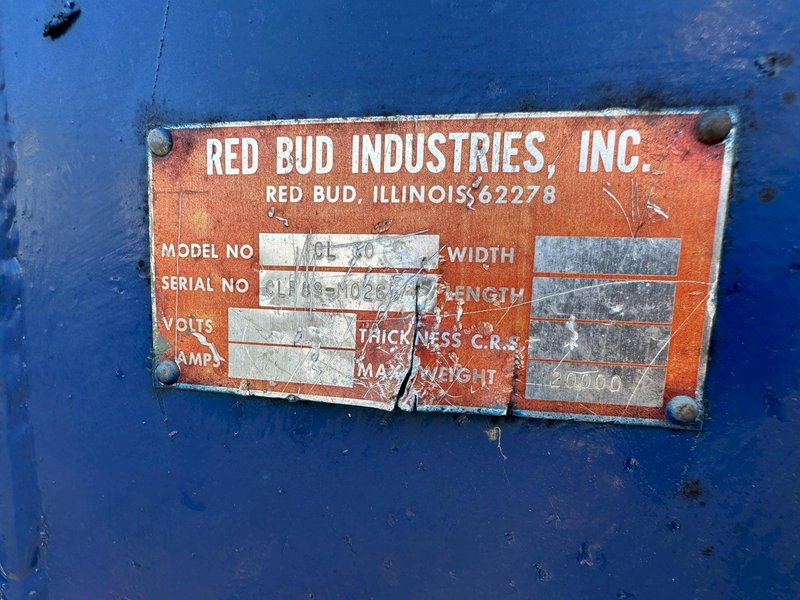 RED BUD INDUSTRIES, INC.
RED BUD, ILLINOIS 62278
MODEL NO CL WIDTH
SERIAL NO LENGTH
VOLTS THICKNESS C.R.S.
AMPS MAX. WEIGHT 20000